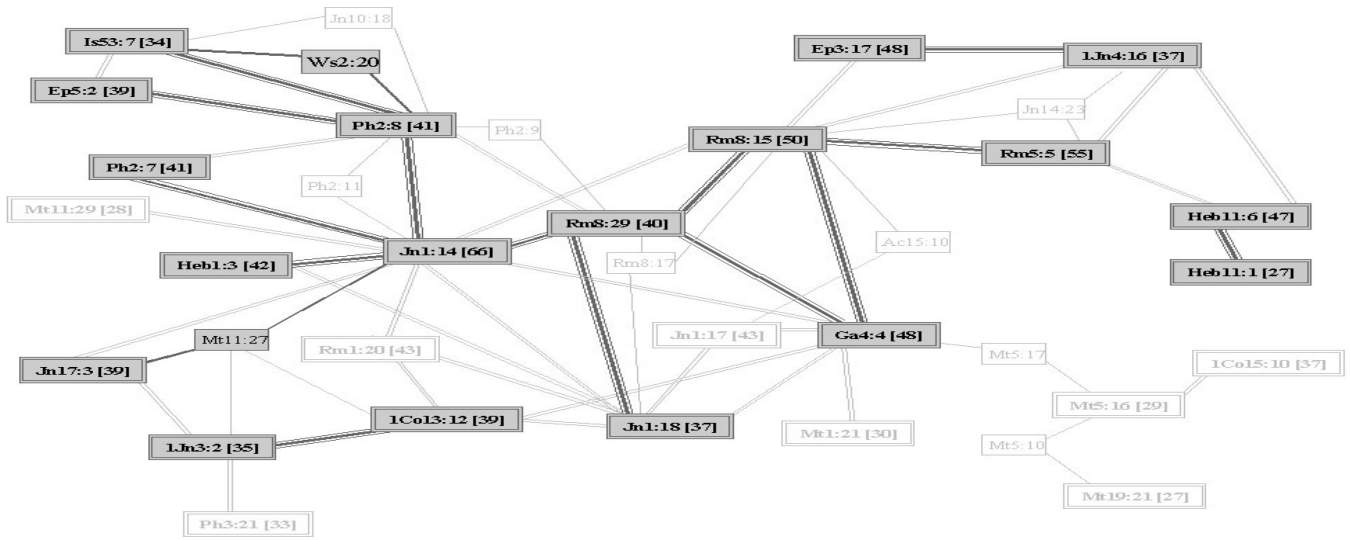 Jn10:18
Is53:7 [34]
Ep3:17 [48]
1Jn4:16 [37]
Ws2:20
Ep5:2 [39]
Jn14:23
Ph2:8 [41]
Ph2:9
Rm8:15 [50]
Rm5:5 [55]
Ph2:7 [41]
Ph2:11
Mt11:29 [28]
Rm8:29 [40]
Heb11:6 [47]
Jn1:14 [66]
Ac15:10
Heb1:3 [42]
Rm8:17
Heb11:1 [27]
Mt11:27
Rm1:20 [43]
Jn1:17 [43]
Ga4:4 [48]
Mt5:17
1Co15:10 [37]
Jn17:3 [39]
Mt5:16 [29]
1Co13:12 [39]
Jn1:18 [37]
Mt1:21 [30]
1Jn3:2 [35]
Mt5:10
Mt19:21 [27]
Ph3:21 [33]